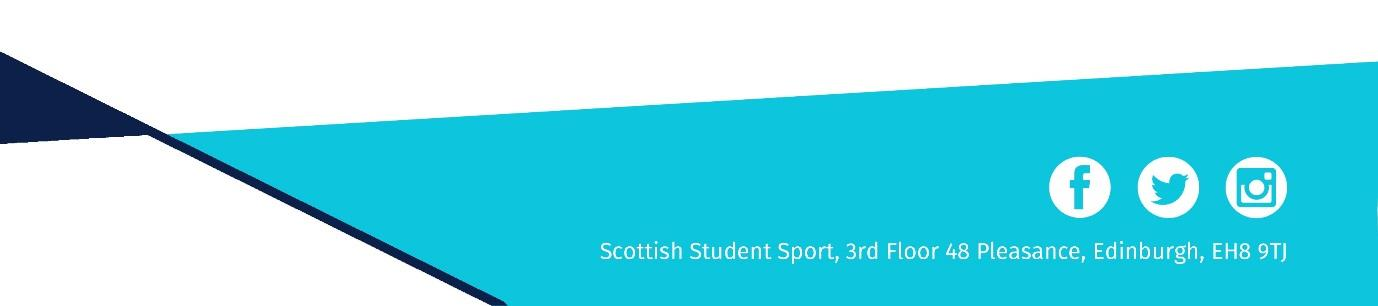 Scottish Student Sport, 3rd Floor 48 Pleasance, Edinburgh, EH8 9TJ